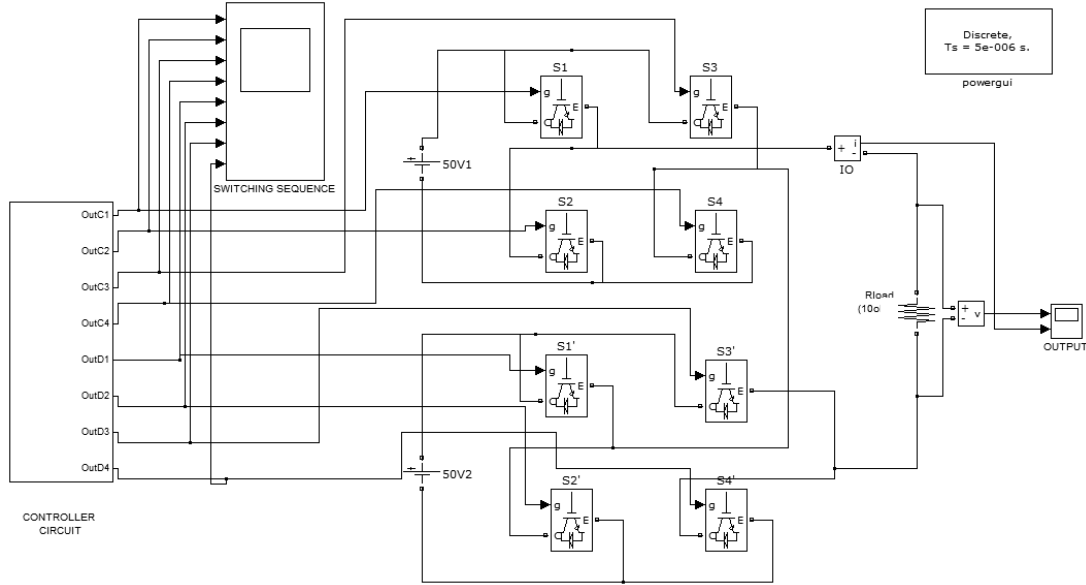 Discrete,
Ts = 5e-006 s.
powergui
SWITCHING SEQUENCE
S1
g
E
C
S3
g
E
C
50V1
+
i
-
IO
S2
g
E
C
S4
g
E
C
OutC1
OutC2
OutC3
OutC4
OutD1
OutD2
OutD3
OutD4
CONTROLLER
CIRCUIT
Rload
(10o
+
-
v
OUTPUT
S1'
g
E
C
S3'
g
E
C
50V2
S2'
g
E
C
S4'
g
E
C